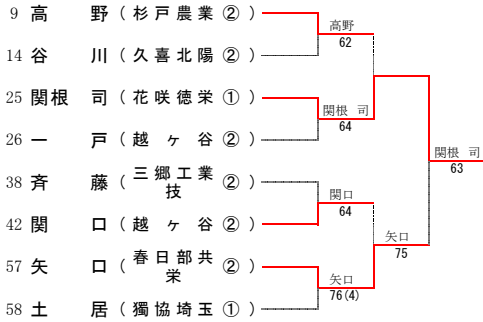 9 高野 ( 杉戸農業 ② )
高野
62
14 谷川 ( 久喜北陽 ② )
25 関根 司 ( 花咲徳栄 ① )
関根 司
64
26 一戸 ( 越ヶ谷 ② )
関根 司
63
38 斉藤 ( 三郷工業技 ② )
関口
64
42 関口 ( 越ヶ谷 ② )
矢口
75
57 矢口 ( 春日部共栄 ② )
矢口
76(4)
58 土居 ( 獨協埼玉 ① )